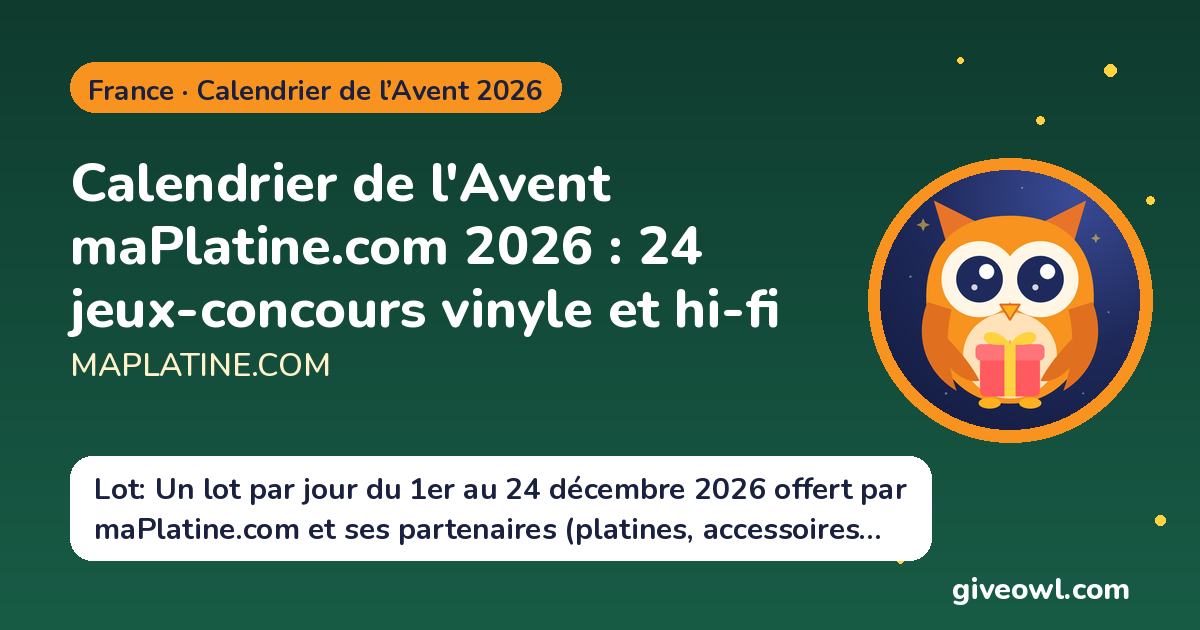 France · Calendrier de l’Avent 2026
Calendrier de l'Avent
maPlatine.com 2026 : 24
jeux-concours vinyle et hi-fi
MAPLATINE.COM
Lot: Un lot par jour du 1er au 24 décembre 2026 offert par
maPlatine.com et ses partenaires (platines, accessoires…
giveowl.com